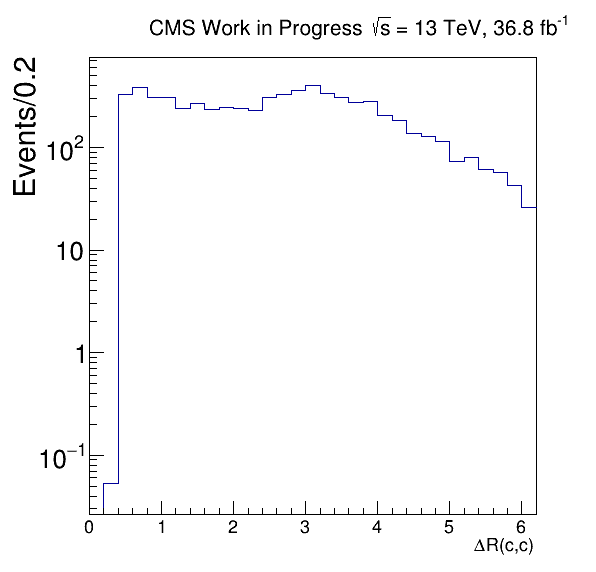 CMS Work in Progress √s = 13 TeV, 36.8 fb⁻¹
Events/0.2
10²
10
1
10⁻¹
0 1 2 3 4 5 6
ΔR(c,c)